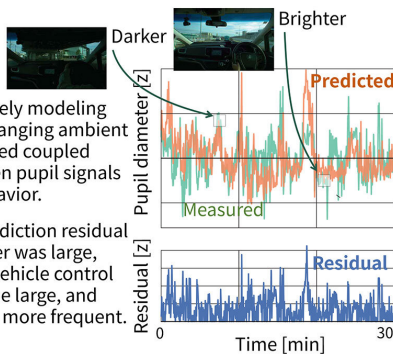 Darker
Brighter
ely modeling
anging ambient
ed coupled
n pupil signals
avior.
diction residual
er was large,
ehicle control
e large, and
more frequent.
Pupil diameter [z]
Predicted
Measured
Residual [z]
Residual
0
30
Time [min]